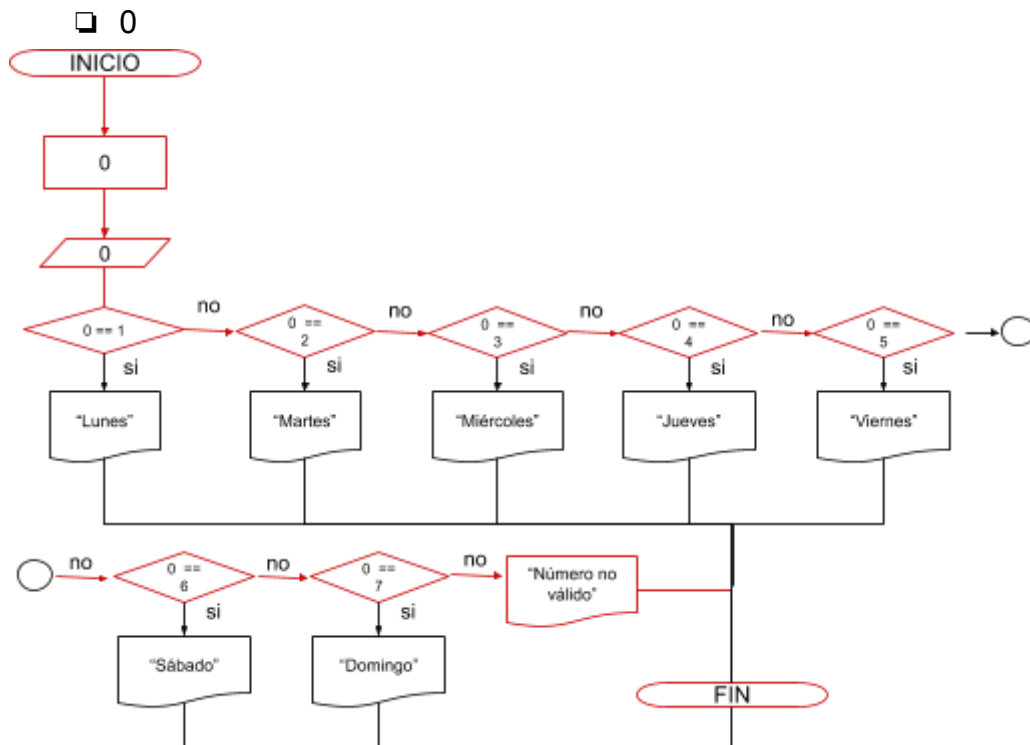 ❏ 0
INICIO
0
0
0 == 1
no
0 ==
2
no
0 ==
3
no
0 ==
4
no
0 ==
5
si
si
si
si
si
“Lunes”
“Martes”
“Miércoles”
“Jueves”
“Viernes”
no
0 ==
6
no
0 ==
7
no
“Número no
válido”
si
si
“Sábado”
“Domingo”
FIN